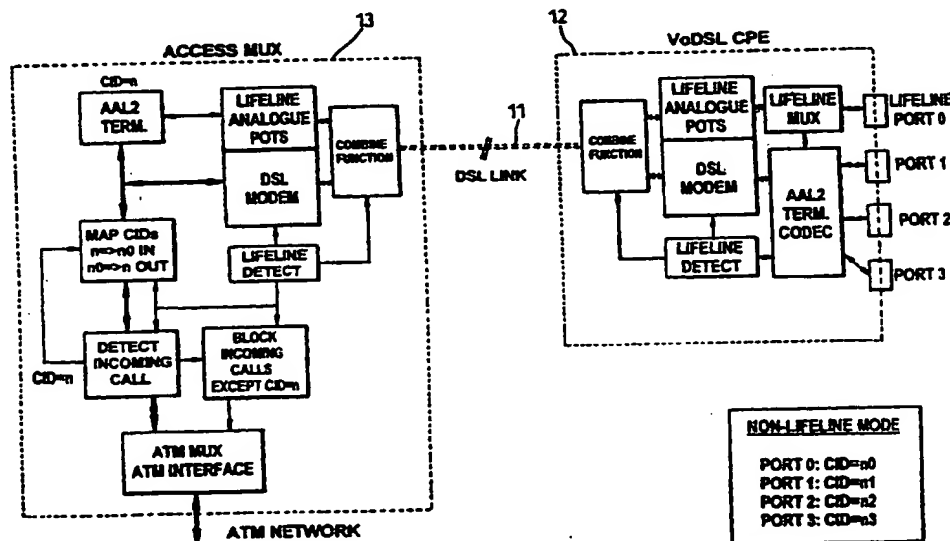 13
12
ACCESS MUX
VoDSL CPE
CID=n
AAL2
TERM.
LIFELINE
ANALOGUE
POTS
DSL
MODEM
COMBINE
FUNCTION
MAP CIDs
n=>n0 IN
n0=>n OUT
LIFELINE
DETECT
CID=n
DETECT
INCOMING
CALL
BLOCK
INCOMING
CALLS
EXCEPT CID=n
ATM MUX
ATM INTERFACE
ATM NETWORK
11
DSL LINK
COMBINE
FUNCTION
LIFELINE
ANALOGUE
POTS
DSL
MODEM
LIFELINE
DETECT
LIFELINE
MUX
AAL2
TERM.
CODEC
LIFELINE
PORT 0
PORT 1
PORT 2
PORT 3
NON-LIFELINE MODE
PORT 0: CID=n0
PORT 1: CID=n1
PORT 2: CID=n2
PORT 3: CID=n3